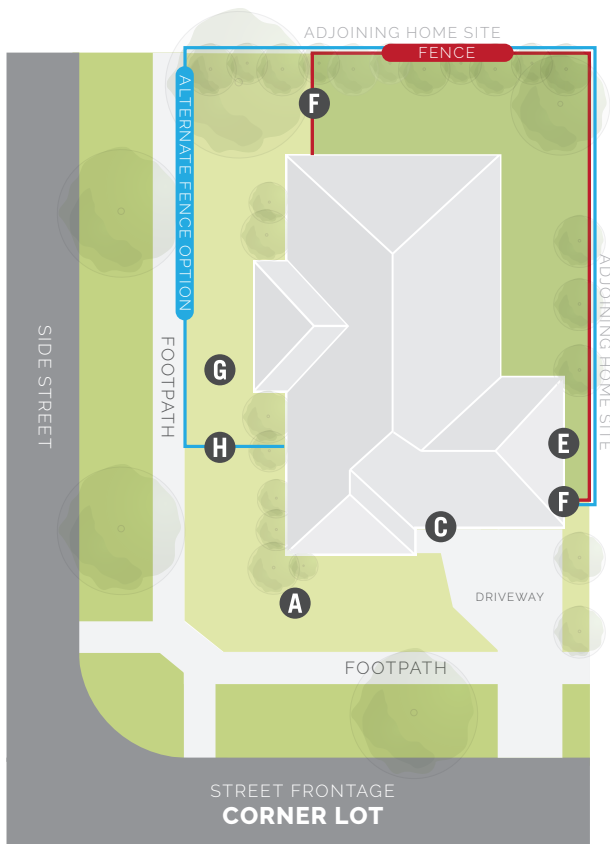 ADJOINING HOME SITE
FENCE
F
ALTERNATE FENCE OPTION
ADJOINING HOME SITE
SIDE STREET
FOOTPATH
G
H
E
F
C
A
DRIVEWAY
FOOTPATH
STREET FRONTAGE
CORNER LOT